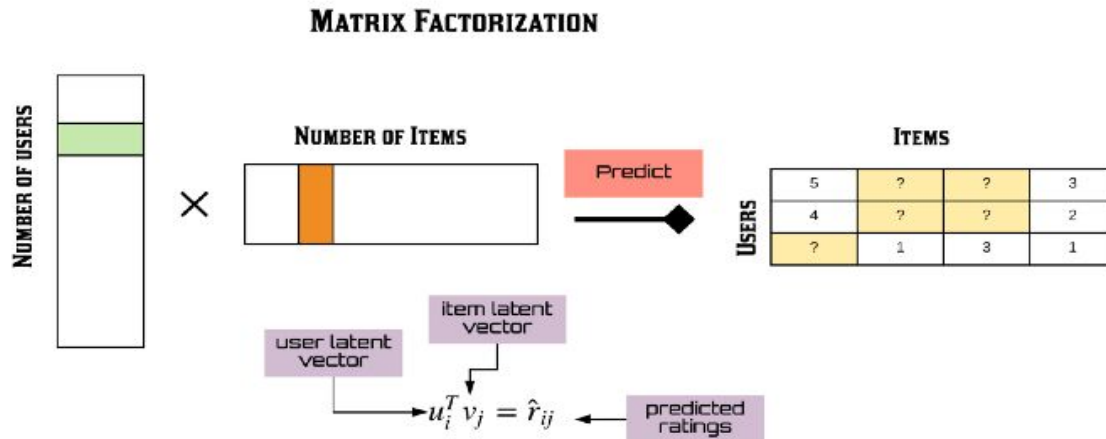 MATRIX FACTORIZATION
NUMBER OF USERS
×
NUMBER OF ITEMS
Predict
ITEMS
USERS
5 ? ? 3
4 ? ? 2
? 1 3 1
item latent
vector
user latent
vector
u_i^T v_j = r̂_ij
predicted
ratings